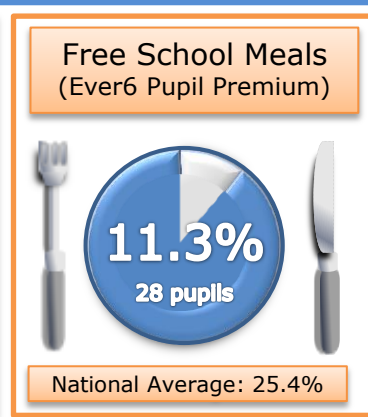 Free School Meals
(Ever6 Pupil Premium)
11.3%
28 pupils
National Average: 25.4%